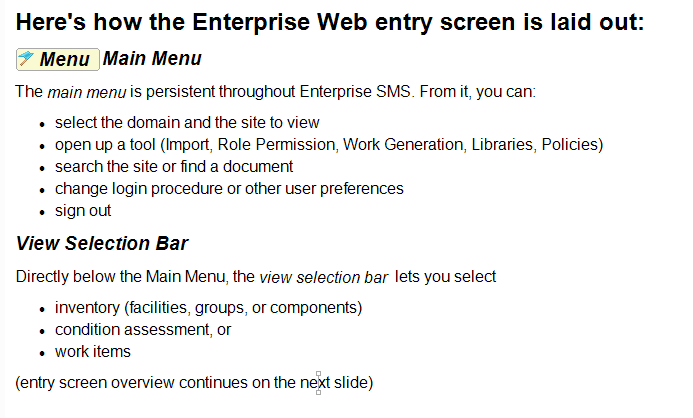 Here's how the Enterprise Web entry screen is laid out:
Menu Main Menu
The main menu is persistent throughout Enterprise SMS. From it, you can:
• select the domain and the site to view
• open up a tool (Import, Role Permission, Work Generation, Libraries, Policies)
• search the site or find a document
• change login procedure or other user preferences
• sign out
View Selection Bar
Directly below the Main Menu, the view selection bar lets you select
• inventory (facilities, groups, or components)
• condition assessment, or
• work items
(entry screen overview continues on the next slide)